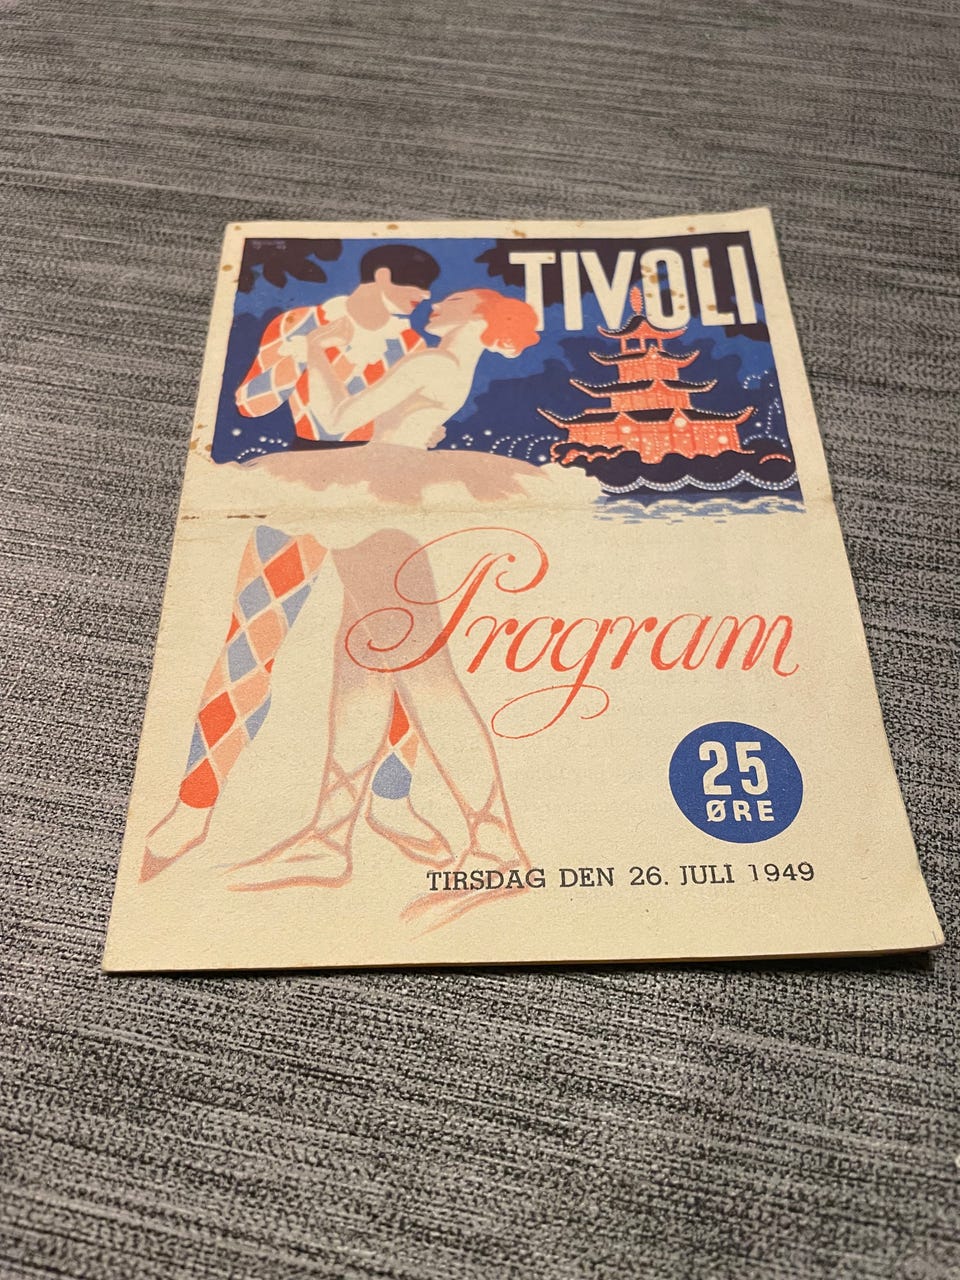 TIVOLI
Program
25
ØRE
TIRSDAG DEN 26. JULI 1949